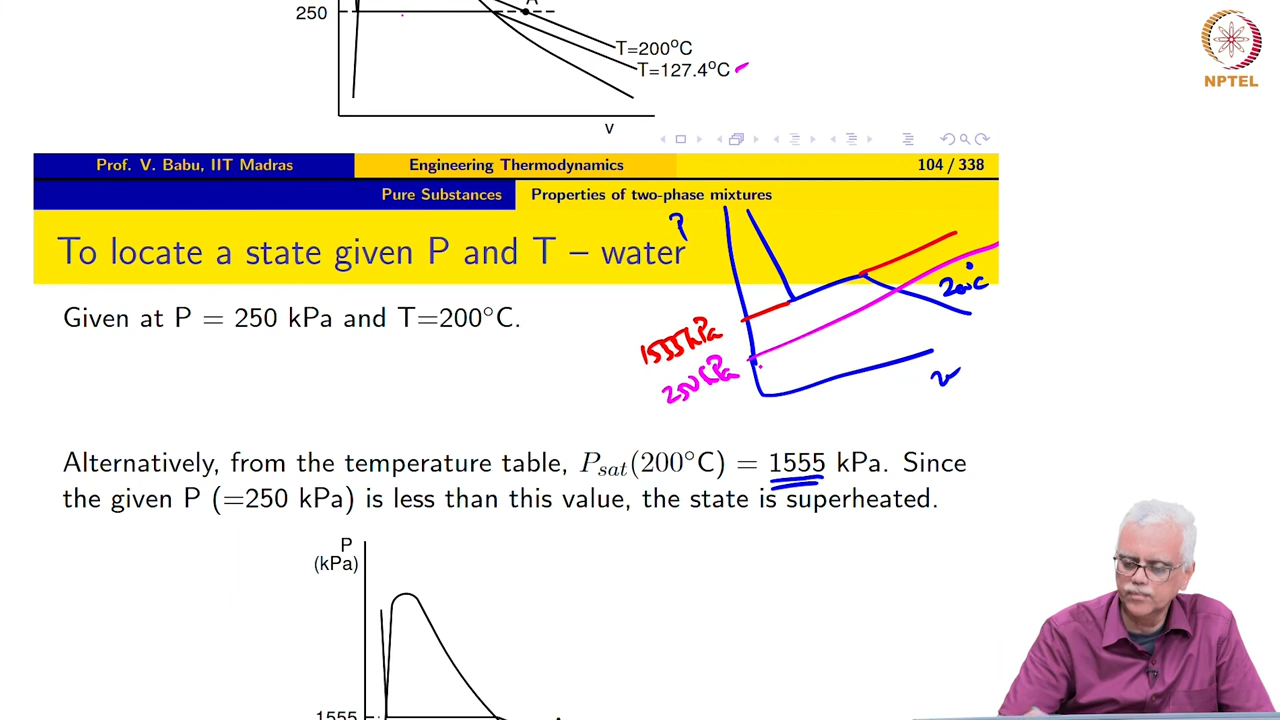 250
A
T=200°C
T=127.4°C
v
NPTEL
Prof. V. Babu, IIT Madras
Engineering Thermodynamics
104 / 338
Pure Substances
Properties of two-phase mixtures
To locate a state given P and T – water
P
200°C
Given at P = 250 kPa and T=200°C.
1555 kPa
250 kPa
v
Alternatively, from the temperature table, P_sat(200°C) = 1555 kPa. Since
the given P (=250 kPa) is less than this value, the state is superheated.
P
(kPa)
1555